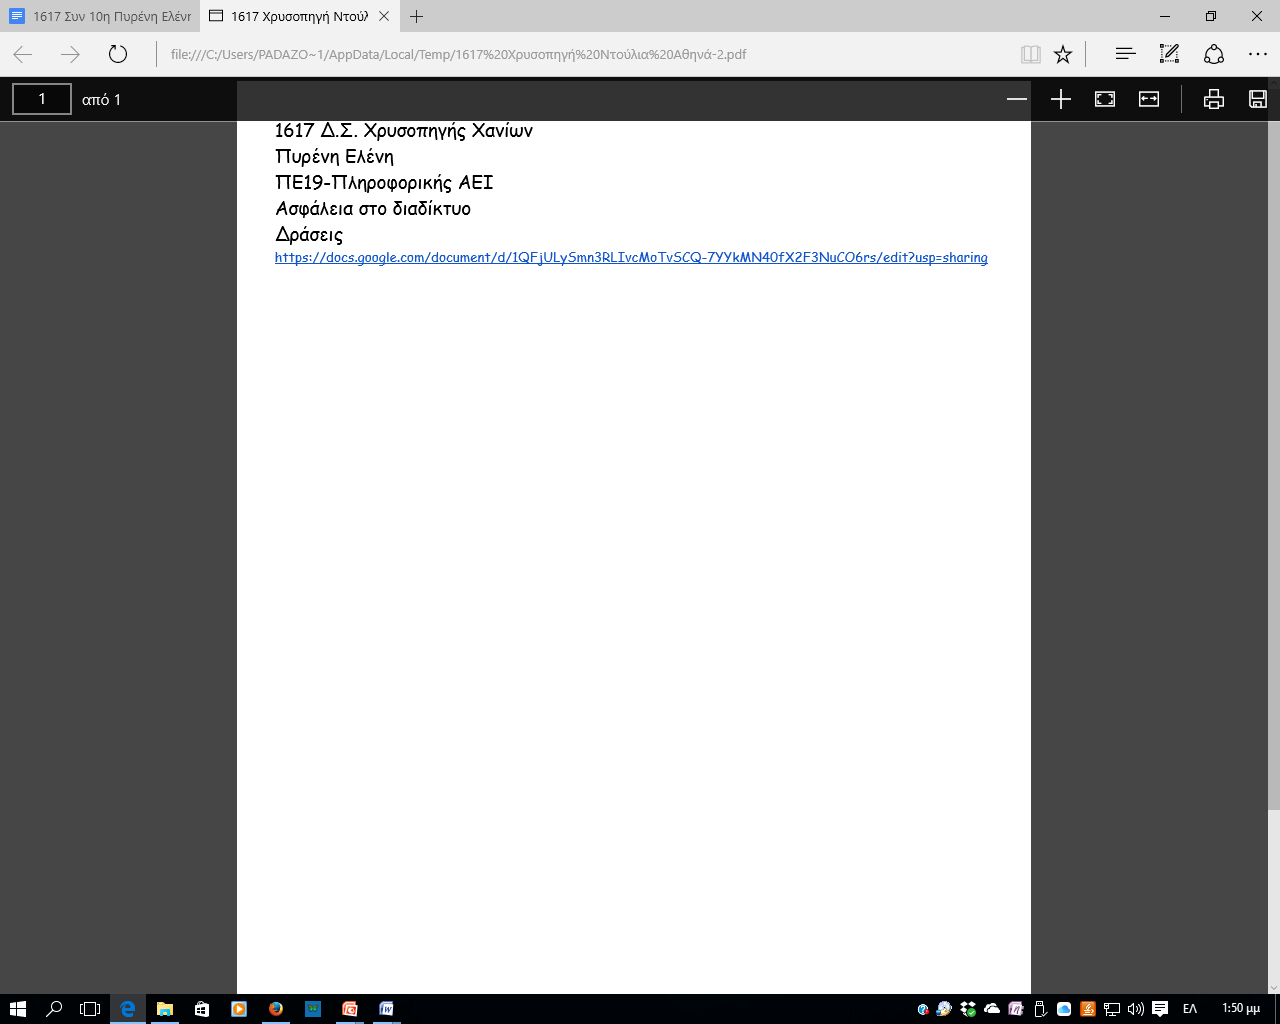 1617 Συν 10η Πυρένη Ελέν
1617 Χρυσοπηγή Ντούλ
file:///C:/Users/PADAZO~1/AppData/Local/Temp/1617%20Χρυσοπηγή%20Ντούλια%20Αθηνά-2.pdf
1 από 1
1617 Δ.Σ. Χρυσοπηγής Χανίων
Πυρένη Ελένη
ΠΕ19-Πληροφορικής ΑΕΙ
Ασφάλεια στο διαδίκτυο
Δράσεις
https://docs.google.com/document/d/1QFjULySmn3RLIvcMoTvSCQ-7YYkMN40fX2F3NuCO6rs/edit?usp=sharing
ΕΛ
1:50 μμ